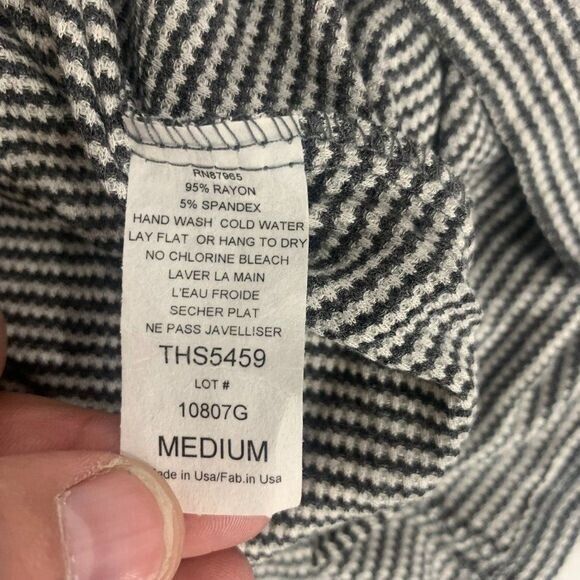 RN87965
95% RAYON
5% SPANDEX
HAND WASH COLD WATER
LAY FLAT OR HANG TO DRY
NO CHLORINE BLEACH
LAVER LA MAIN
L'EAU FROIDE
SECHER PLAT
NE PASS JAVELLISER
THS5459
LOT #
10807G
MEDIUM
in Usa/Fab.in Usa